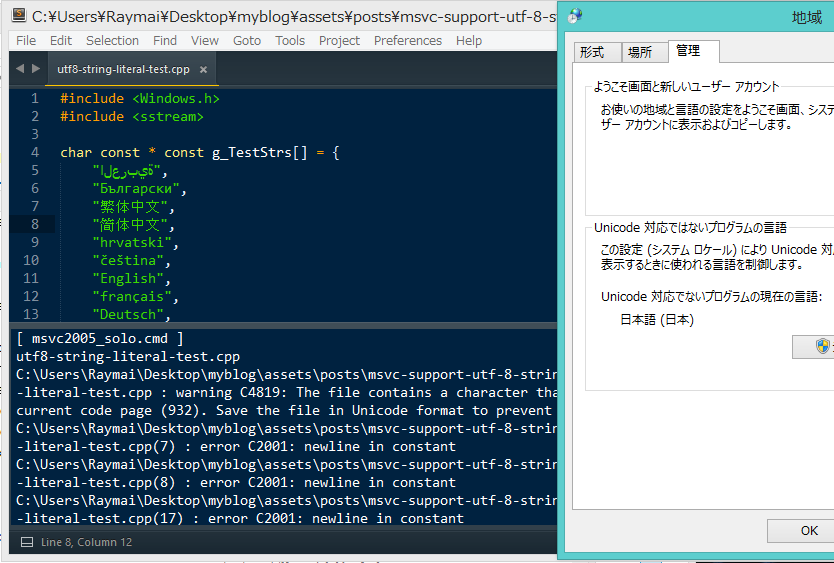 C:¥Users¥Raymai¥Desktop¥myblog¥assets¥posts¥msvc-support-utf-8-s
File Edit Selection Find View Goto Tools Project Preferences Help
utf8-string-literal-test.cpp ×
1 #include <Windows.h>
2 #include <sstream>
3
4 char const * const g_TestStrs[] = {
5 "العربية",
6 "Български",
7 "繁体中文",
8 "简体中文",
9 "hrvatski",
10 "čeština",
11 "English",
12 "français",
13 "Deutsch",
[ msvc2005_solo.cmd ]
utf8-string-literal-test.cpp
C:\Users\Raymai\Desktop\myblog\assets\posts\msvc-support-utf-8-strin
-literal-test.cpp : warning C4819: The file contains a character tha
current code page (932). Save the file in Unicode format to prevent
C:\Users\Raymai\Desktop\myblog\assets\posts\msvc-support-utf-8-strin
-literal-test.cpp(7) : error C2001: newline in constant
C:\Users\Raymai\Desktop\myblog\assets\posts\msvc-support-utf-8-strin
-literal-test.cpp(8) : error C2001: newline in constant
C:\Users\Raymai\Desktop\myblog\assets\posts\msvc-support-utf-8-strin
-literal-test.cpp(17) : error C2001: newline in constant
Line 8, Column 12
地域
形式 場所 管理
ようこそ画面と新しいユーザー アカウント
お使いの地域と言語の設定をようこそ画面、システ
ザー アカウントに表示およびコピーします。
Unicode 対応ではないプログラムの言語
この設定 (システム ロケール) により Unicode 対
表示するときに使われる言語を制御します。
Unicode 対応でないプログラムの現在の言語:
日本語 (日本)
OK